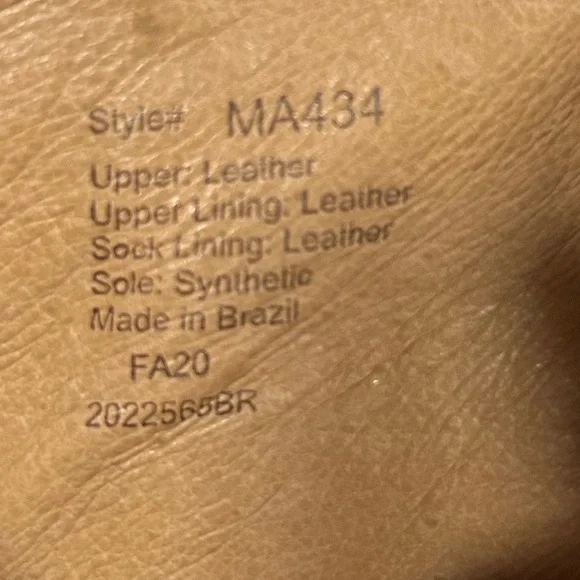 Style# MA434
Upper: Leather
Upper Lining: Leather
Sock Lining: Leather
Sole: Synthetic
Made in Brazil
FA20
2022565BR